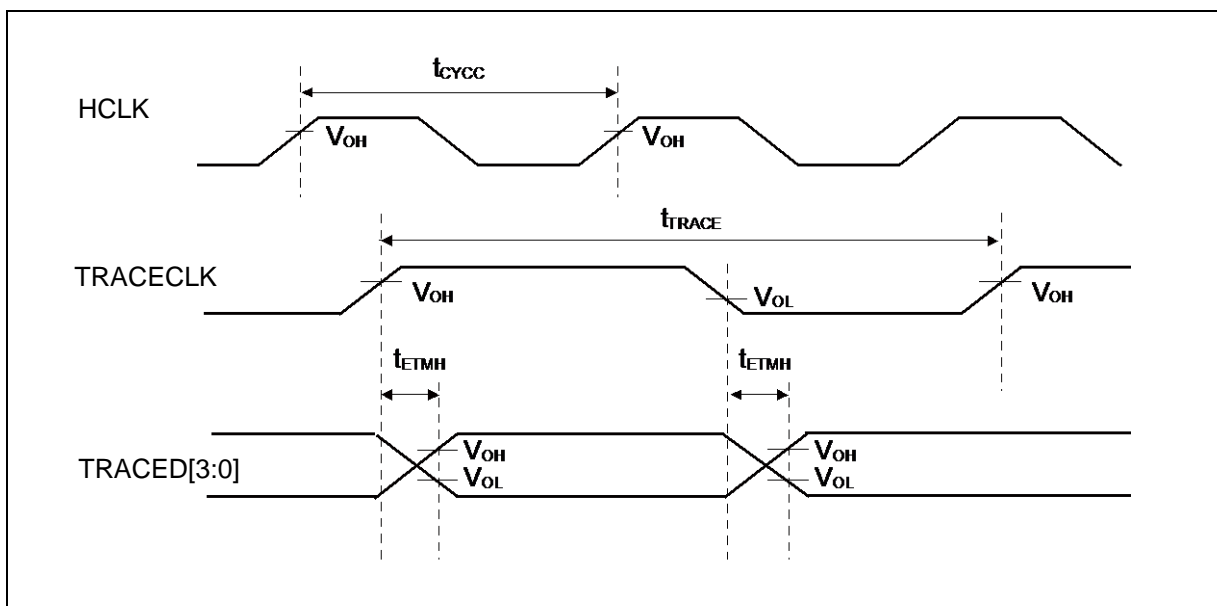 tCYCC
HCLK
VOH VOH
tTRACE
TRACECLK
VOH VOL VOH
tETMH tETMH
TRACED[3:0]
VOH VOH
VOL VOL